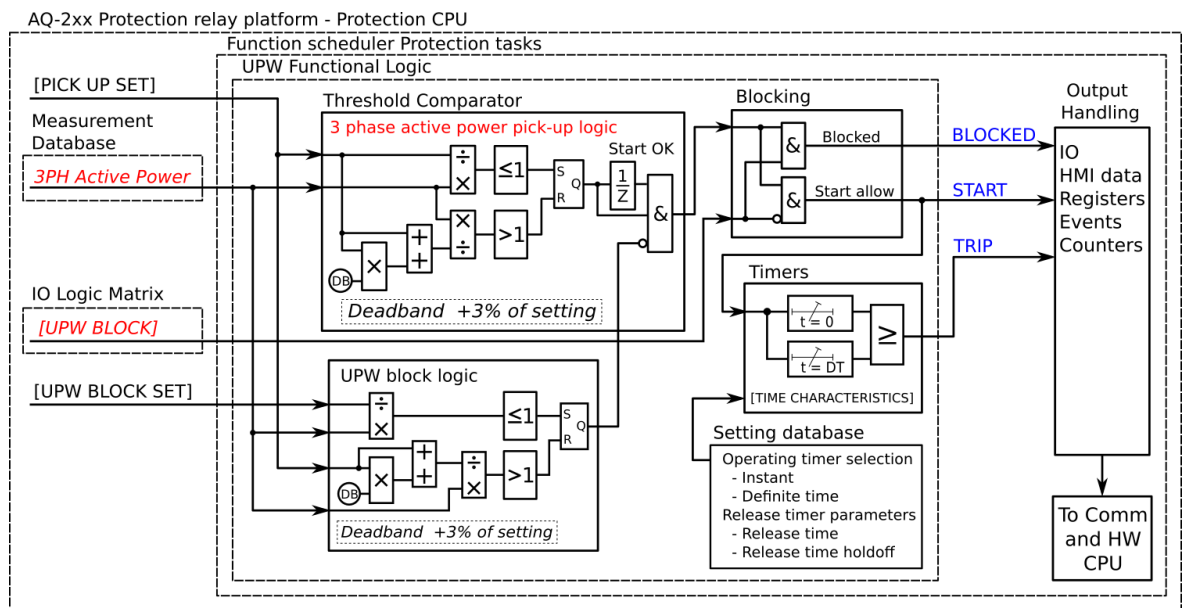 AQ-2xx Protection relay platform - Protection CPU
Function scheduler Protection tasks
UPW Functional Logic
[PICK UP SET]
Measurement
Database
3PH Active Power
IO Logic Matrix
[UPW BLOCK]
[UPW BLOCK SET]
Threshold Comparator
3 phase active power pick-up logic
÷
×
≤1
S
Q
R
Start OK
1
Z
&
+
+
×
÷
>1
×
DB
Deadband +3% of setting
UPW block logic
÷
×
≤1
S
Q
R
+
+
÷
×
>1
×
DB
Deadband +3% of setting
Blocking
&
Blocked
&
Start allow
Timers
t = 0
t = DT
≥
[TIME CHARACTERISTICS]
Setting database
Operating timer selection
- Instant
- Definite time
Release timer parameters
- Release time
- Release time holdoff
BLOCKED
START
TRIP
Output
Handling
IO
HMI data
Registers
Events
Counters
To Comm
and HW
CPU